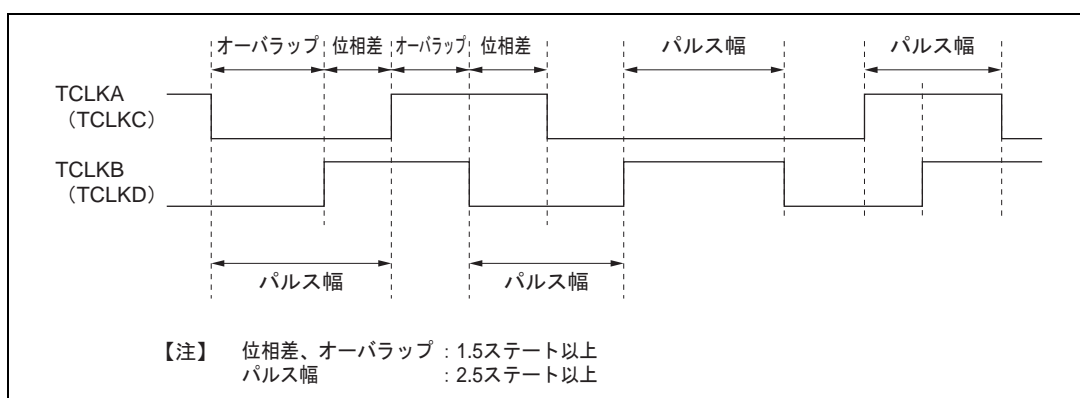 オーバラップ 位相差 オーバラップ 位相差 パルス幅 パルス幅
TCLKA
（TCLKC）
TCLKB
（TCLKD）
パルス幅 パルス幅
【注】 位相差、オーバラップ : 1.5ステート以上
パルス幅 : 2.5ステート以上